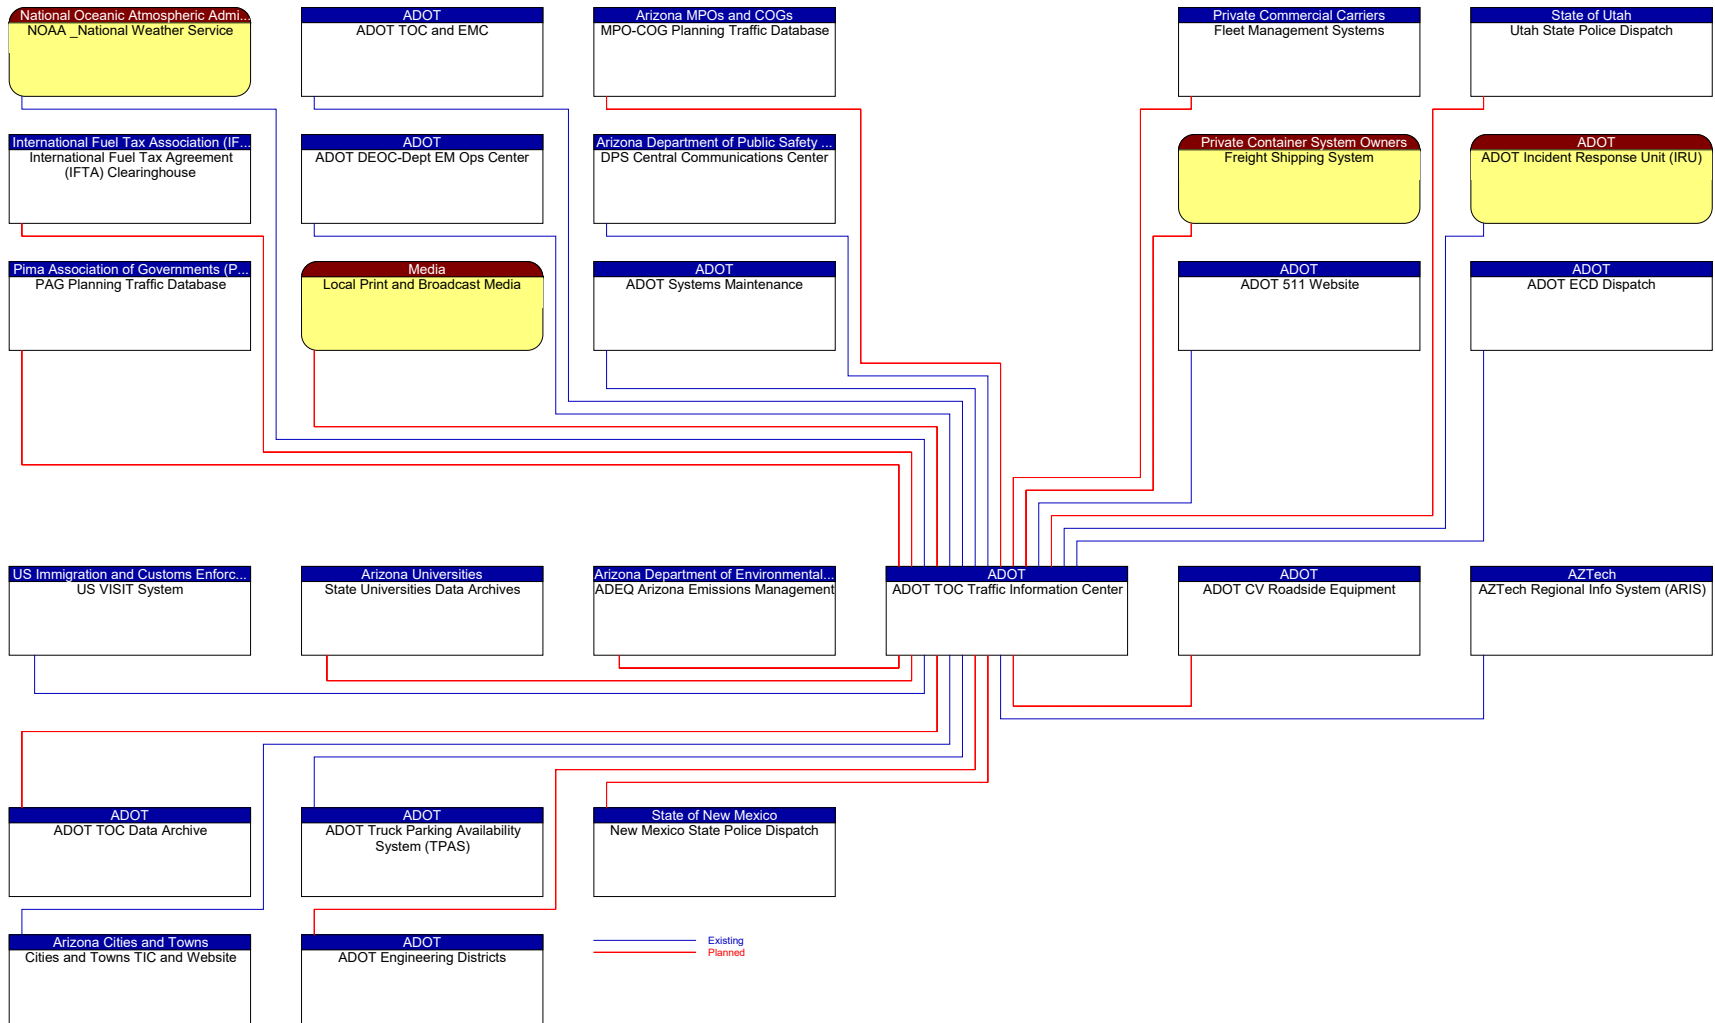 National Oceanic Atmospheric Admi...
NOAA _National Weather Service
ADOT
ADOT TOC and EMC
Arizona MPOs and COGs
MPO-COG Planning Traffic Database
Private Commercial Carriers
Fleet Management Systems
State of Utah
Utah State Police Dispatch
International Fuel Tax Association (IF...
International Fuel Tax Agreement
(IFTA) Clearinghouse
ADOT
ADOT DEOC-Dept EM Ops Center
Arizona Department of Public Safety ...
DPS Central Communications Center
Private Container System Owners
Freight Shipping System
ADOT
ADOT Incident Response Unit (IRU)
Pima Association of Governments (P...
PAG Planning Traffic Database
Media
Local Print and Broadcast Media
ADOT
ADOT Systems Maintenance
ADOT
ADOT 511 Website
ADOT
ADOT ECD Dispatch
US Immigration and Customs Enforc...
US VISIT System
Arizona Universities
State Universities Data Archives
Arizona Department of Environmental...
ADEQ Arizona Emissions Management
ADOT
ADOT TOC Traffic Information Center
ADOT
ADOT CV Roadside Equipment
AZTech
AZTech Regional Info System (ARIS)
ADOT
ADOT TOC Data Archive
ADOT
ADOT Truck Parking Availability
System (TPAS)
State of New Mexico
New Mexico State Police Dispatch
Arizona Cities and Towns
Cities and Towns TIC and Website
ADOT
ADOT Engineering Districts
Existing
Planned